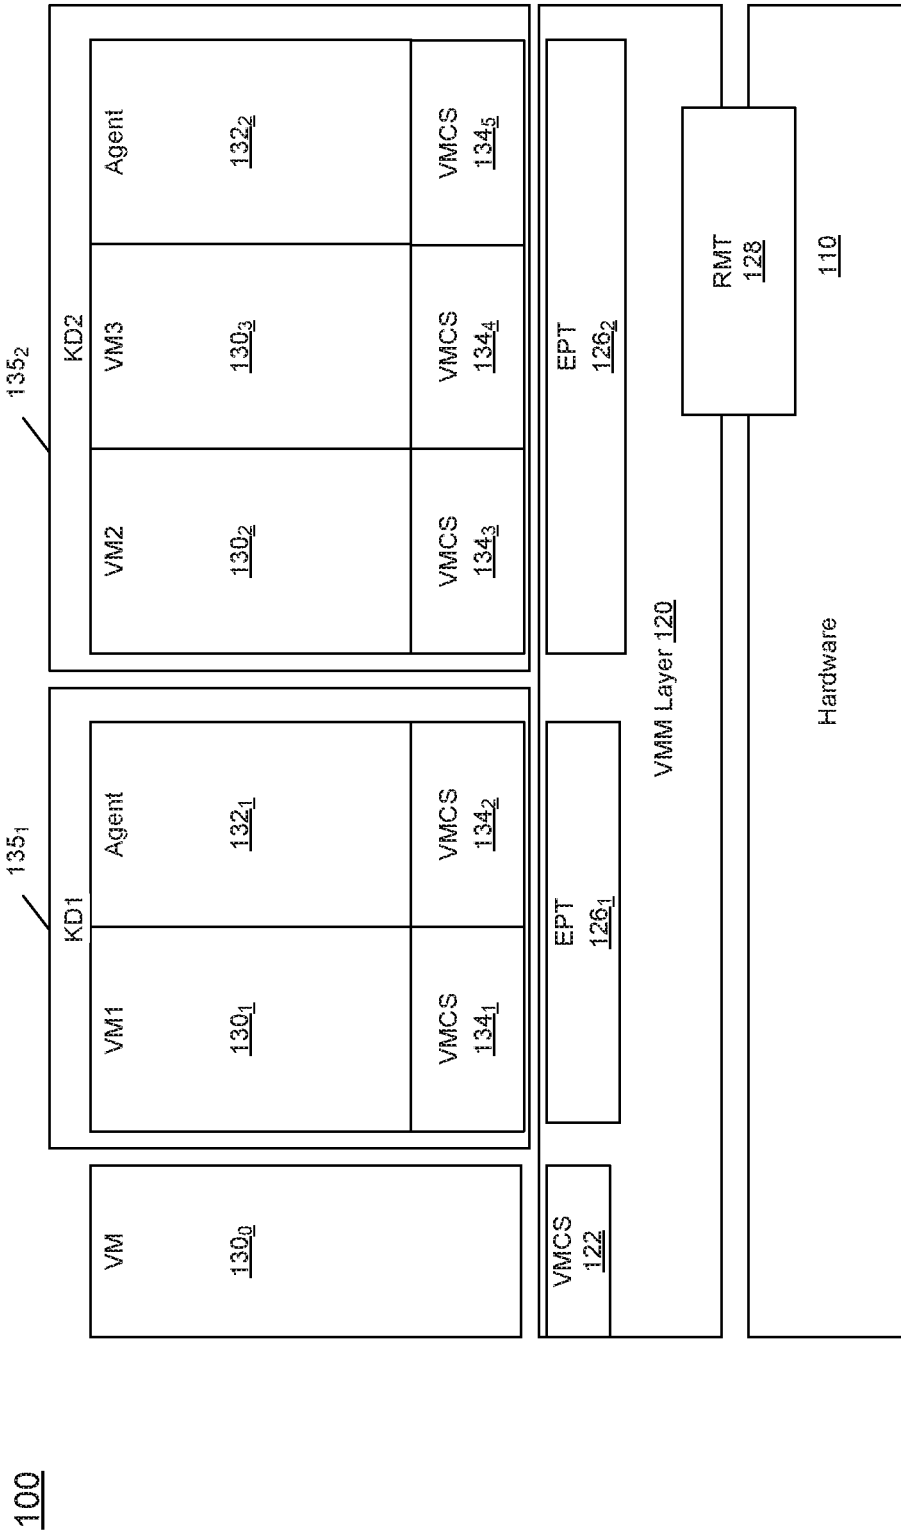 100
135₁
135₂
KD1
KD2
VM
130₀
VM1
130₁
Agent
132₁
VM2
130₂
VM3
130₃
Agent
132₂
VMCS
134₁
VMCS
134₂
VMCS
134₃
VMCS
134₄
VMCS
134₅
VMCS
122
EPT
126₁
EPT
126₂
VMM Layer 120
RMT
128
Hardware
110